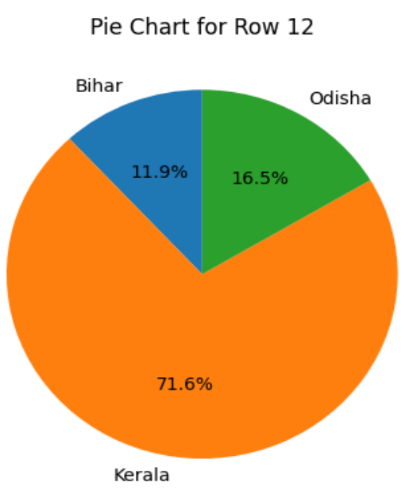 Pie Chart for Row 12
Bihar
Odisha
11.9%
16.5%
71.6%
Kerala